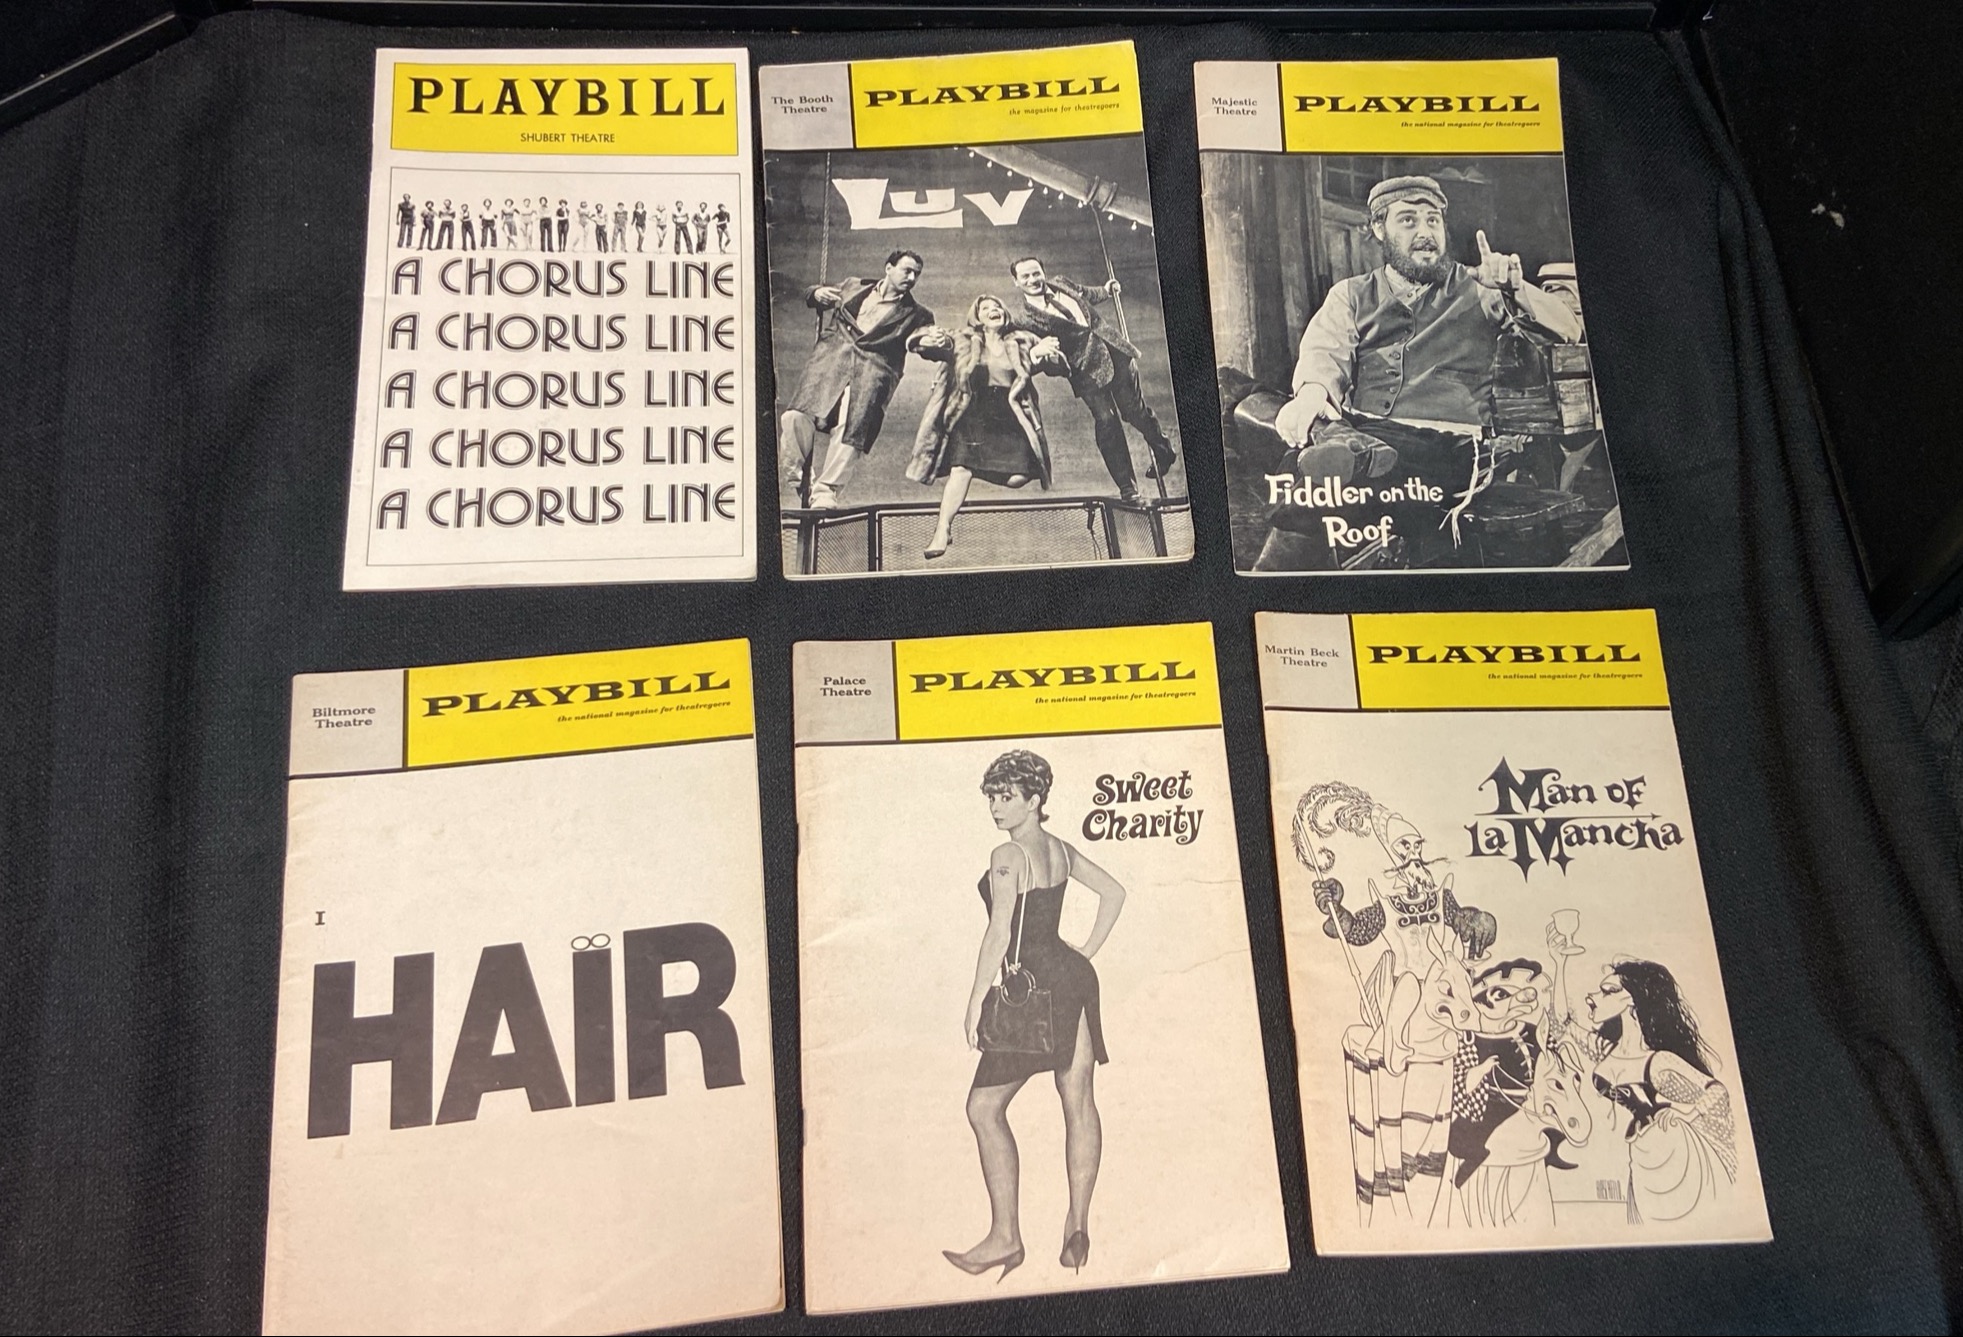 PLAYBILL
SHUBERT THEATRE
A CHORUS LINE
A CHORUS LINE
A CHORUS LINE
A CHORUS LINE
A CHORUS LINE
The Booth
Theatre
PLAYBILL
the magazine for theatregoers
LUV
Majestic
Theatre
PLAYBILL
the national magazine for theatregoers
Fiddler on the
Roof
Biltmore
Theatre
PLAYBILL
the national magazine for theatregoers
I
HAÏR
Palace
Theatre
PLAYBILL
the national magazine for theatregoers
Sweet
Charity
Martin Beck
Theatre
PLAYBILL
the national magazine for theatregoers
Man of
La Mancha
HIRSCHFELD